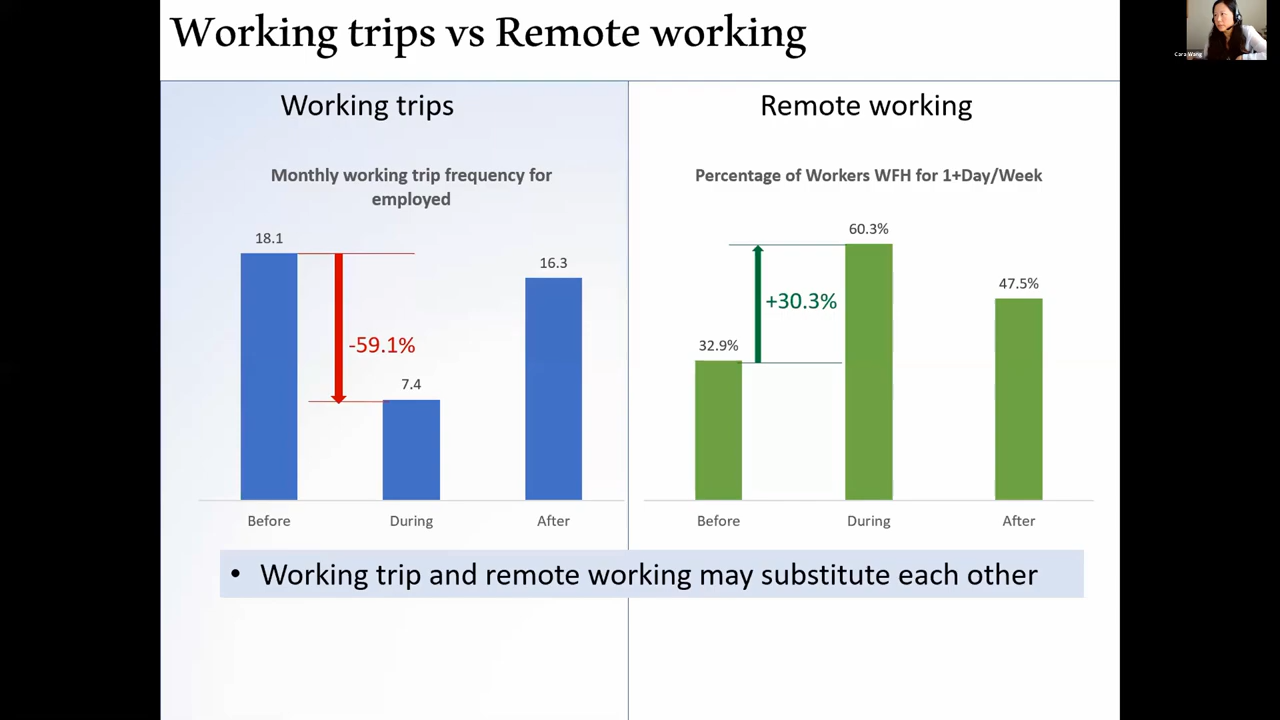 Working trips vs Remote working
Cara Wang
Working trips
Monthly working trip frequency for
employed
18.1
-59.1%
7.4
16.3
Before
During
After
Remote working
Percentage of Workers WFH for 1+Day/Week
32.9%
+30.3%
60.3%
47.5%
Before
During
After
• Working trip and remote working may substitute each other